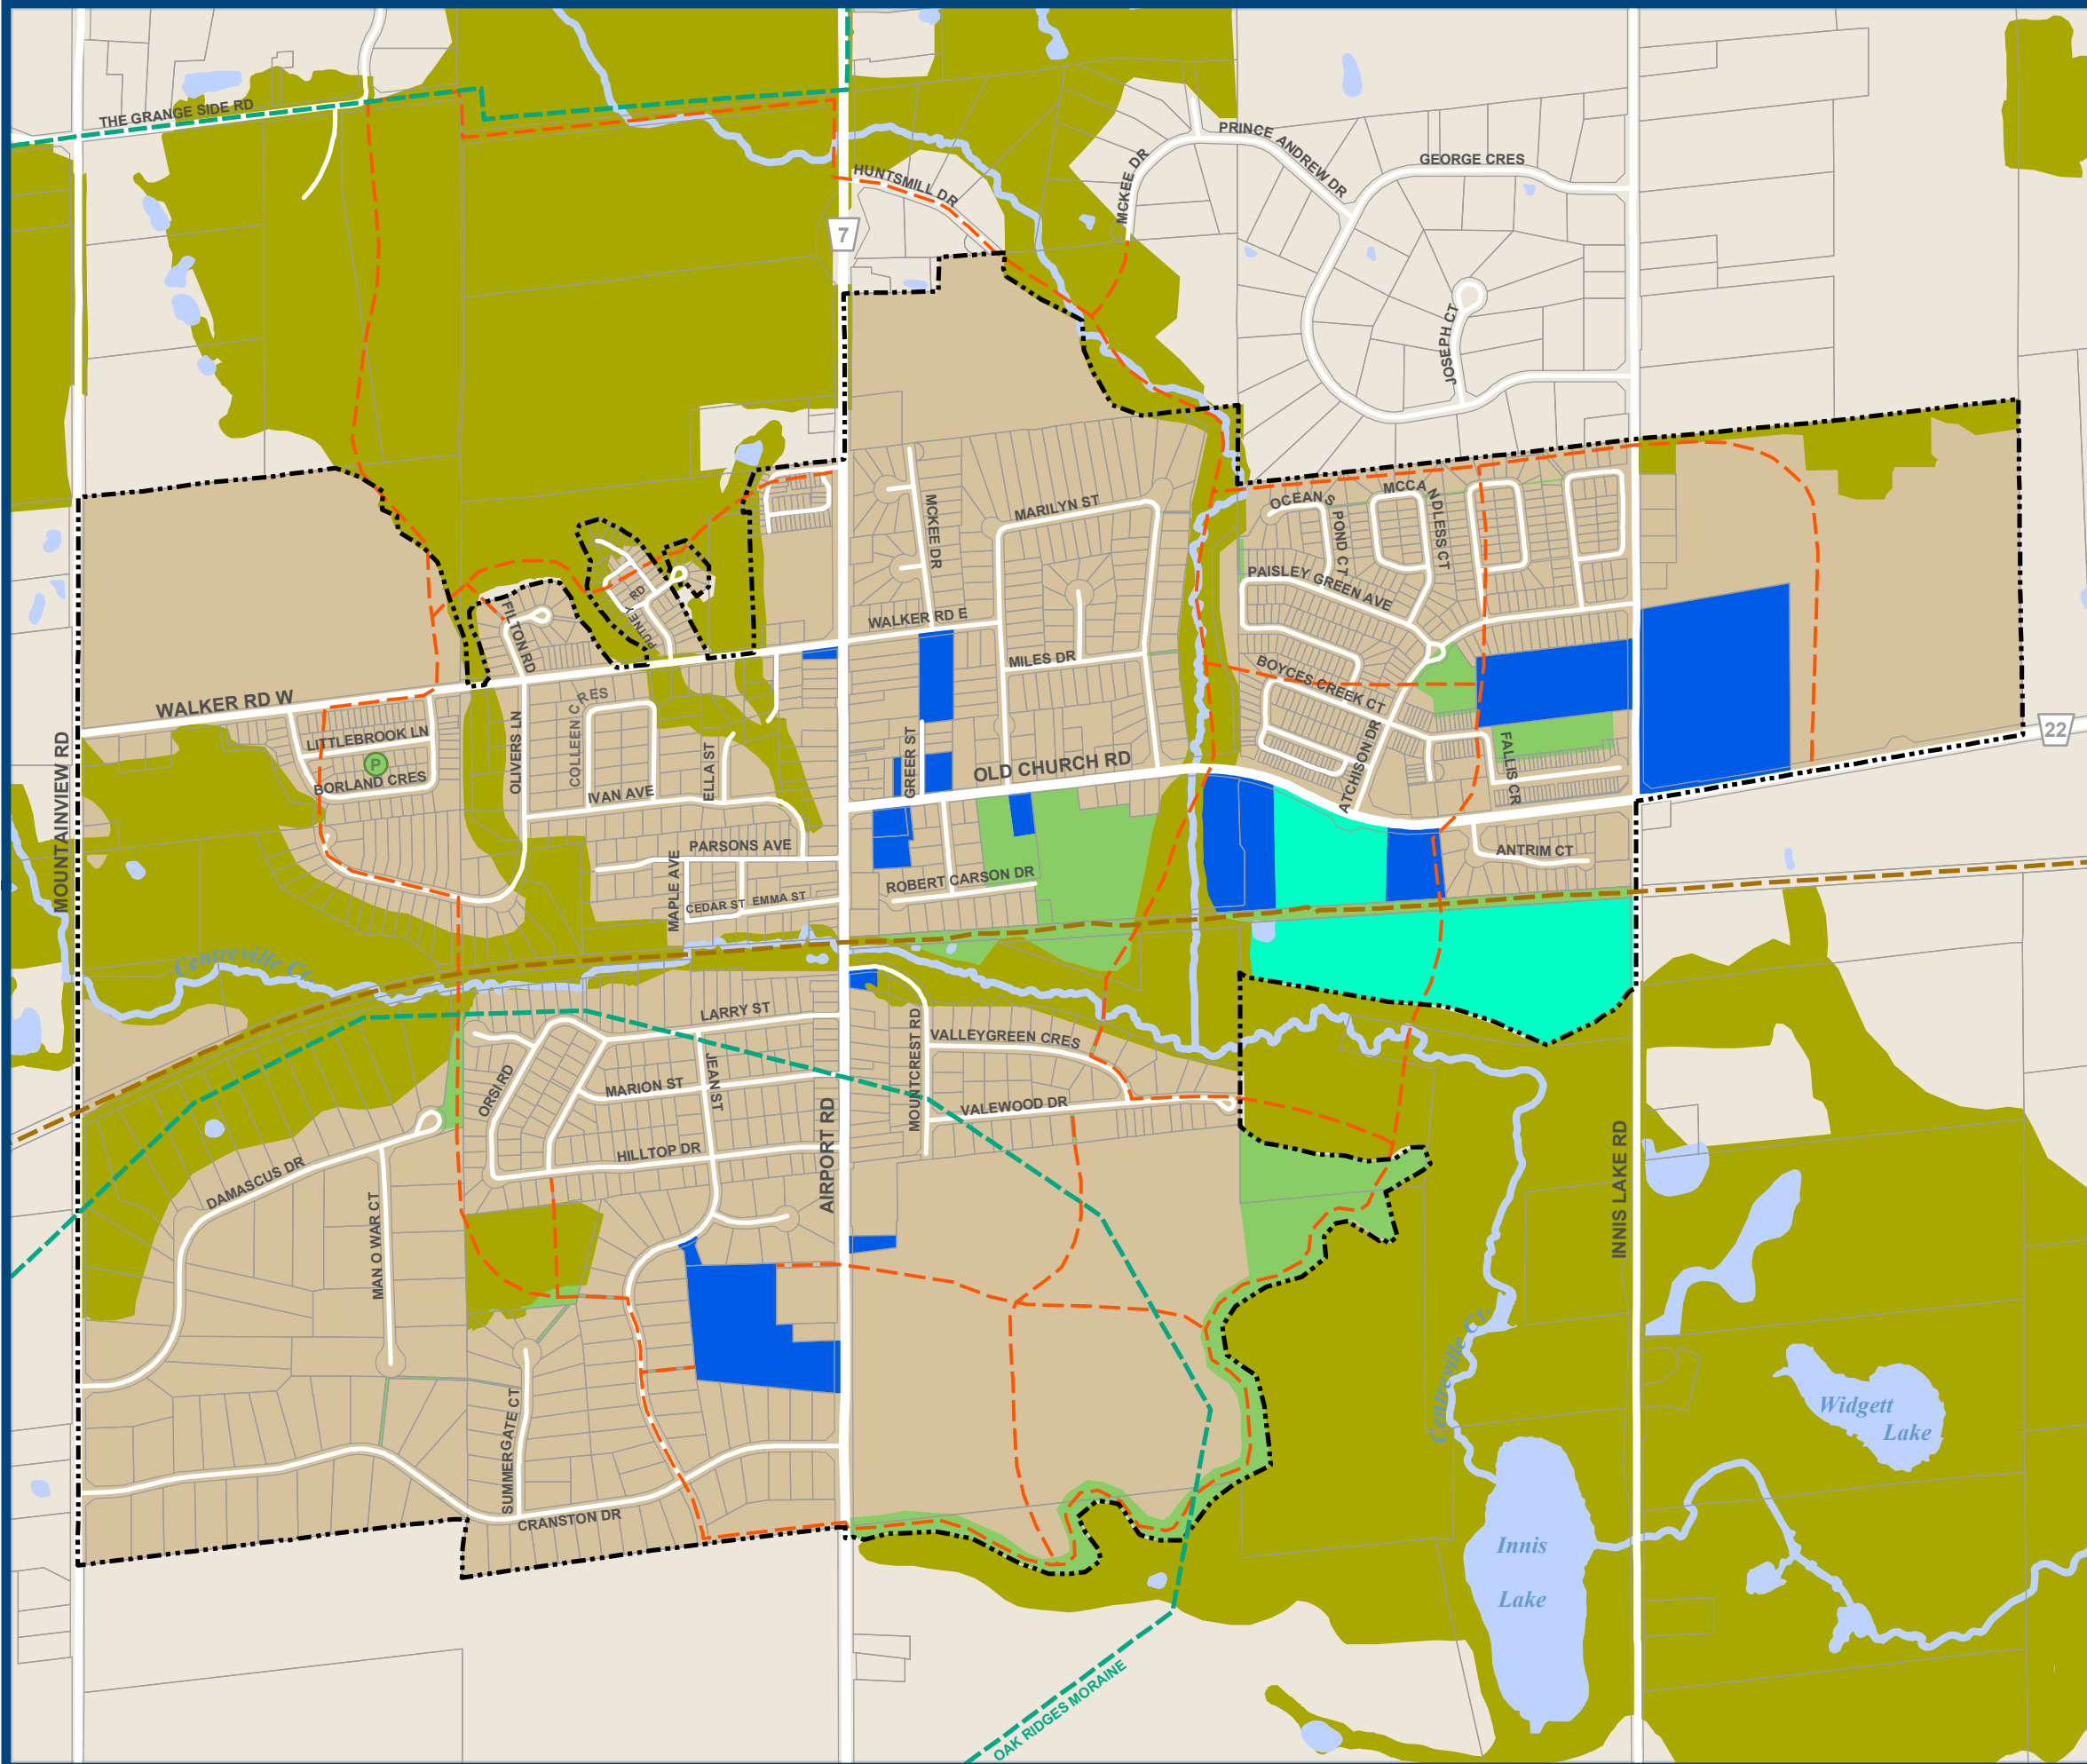 THE GRANGE SIDE RD
PRINCE ANDREW DR
GEORGE CRES
MCKEE DR
HUNTSMILL DR
7
JOSEPH CT
MCKEE DR
MARILYN ST
OCEANS POND CT
MCCANDLESS CT
PAISLEY GREEN AVE
FILTON RD
PUTNEY RD
WALKER RD E
MILES DR
BOYCES CREEK CT
WALKER RD W
LITTLEBROOK LN
P
BORLAND CRES
OLIVERS LN
COLLEEN CRES
ELLA ST
IVAN AVE
GREER ST
OLD CHURCH RD
ATCHISON DR
FALLIS CR
22
MOUNTAINVIEW RD
PARSONS AVE
MAPLE AVE
CEDAR ST
EMMA ST
ROBERT CARSON DR
ANTRIM CT
Centreville Cr.
LARRY ST
ORSI RD
MARION ST
JEAN ST
HILLTOP DR
MOUNTCREST RD
VALLEYGREEN CRES
VALEWOOD DR
AIRPORT RD
INNIS LAKE RD
DAMASCUS DR
MAN O WAR CT
SUMMERGATE CT
CRANSTON DR
Centreville Cr.
Widgett
Lake
Innis
Lake
OAK RIDGES MORAINE